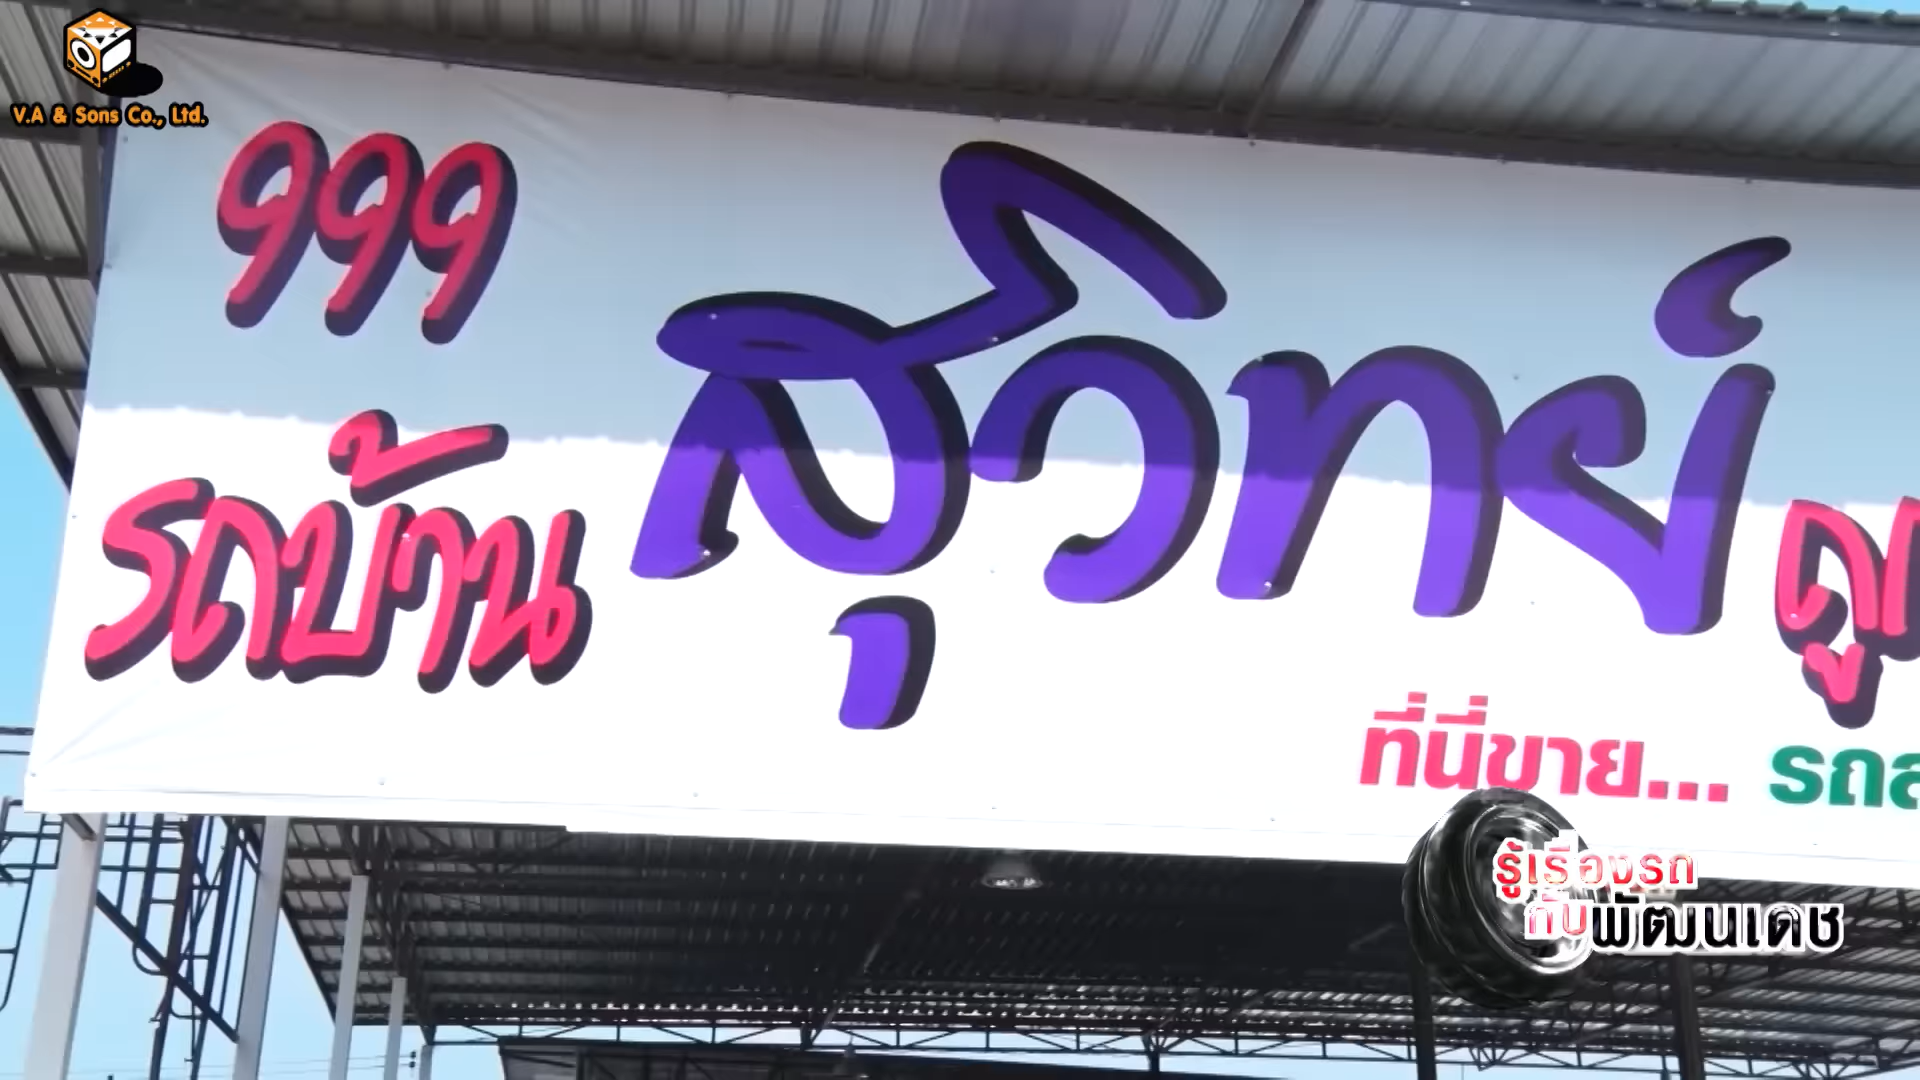 V.A & Sons Co., Ltd.
999
รถบ้าน
สุวิทย์
ที่นี่ขาย...
รู้เรื่องรถ
กับพัฒนเดช